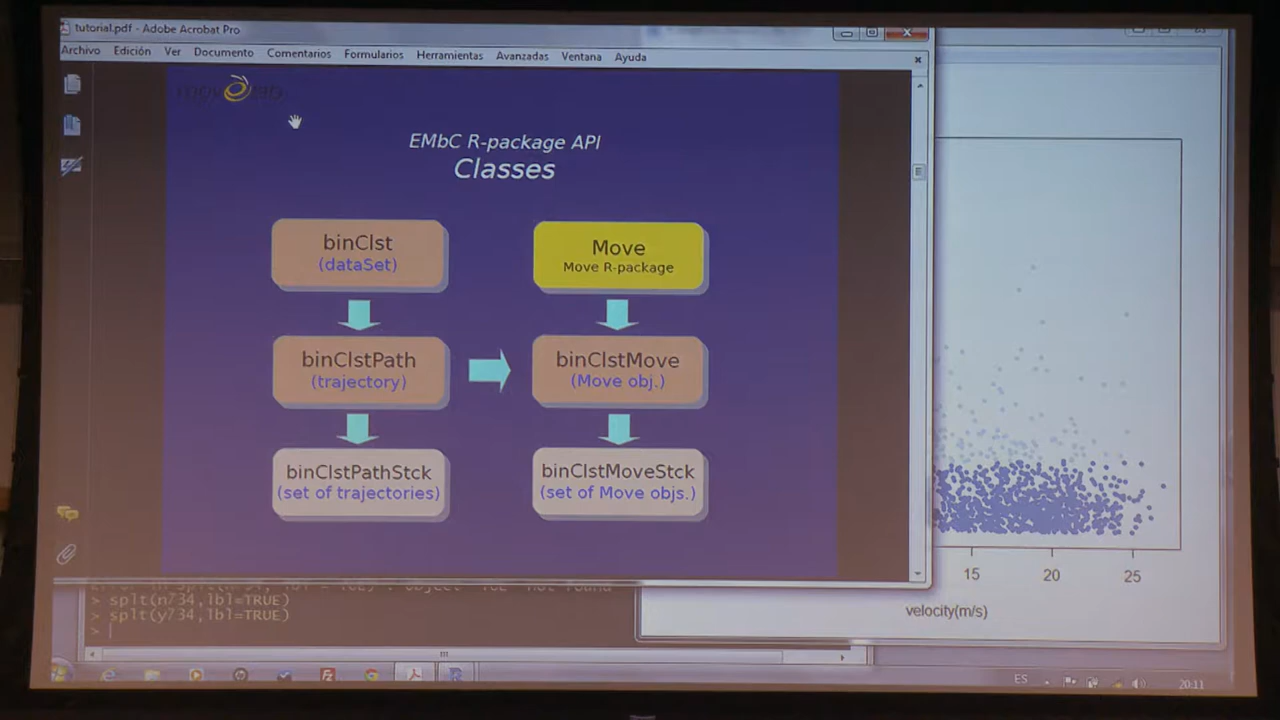 tutorial.pdf - Adobe Acrobat Pro
Archivo Edición Ver Documento Comentarios Formularios Herramientas Avanzadas Ventana Ayuda
EMbC R-package API
Classes
binClst
(dataSet)
Move
Move R-package
binClstPath
(trajectory)
binClstMove
(Move obj.)
binClstPathStck
(set of trajectories)
binClstMoveStck
(set of Move objs.)
> splt(n734,lbl=TRUE)
> splt(y734,lbl=TRUE)
>
15 20 25
velocity(m/s)
ES
20:11